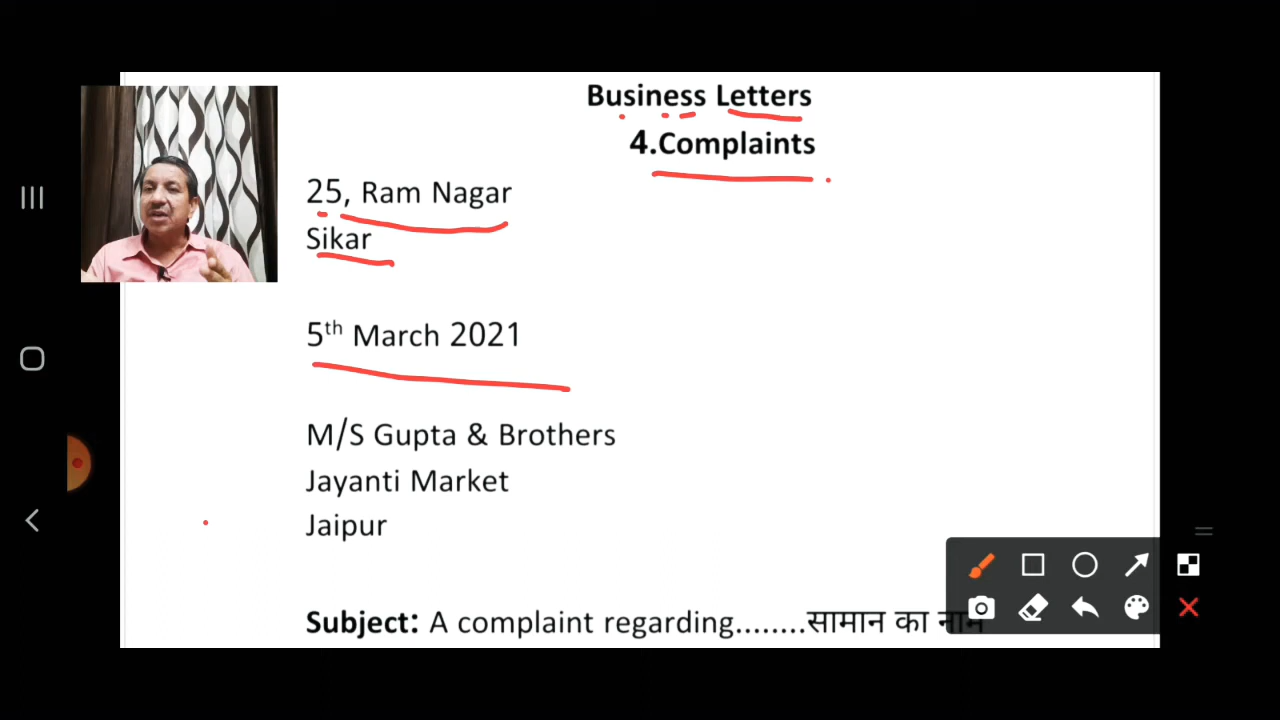 Business Letters
4.Complaints
25, Ram Nagar
Sikar
5th March 2021
M/S Gupta & Brothers
Jayanti Market
Jaipur
Subject: A complaint regarding........सामान का नाम